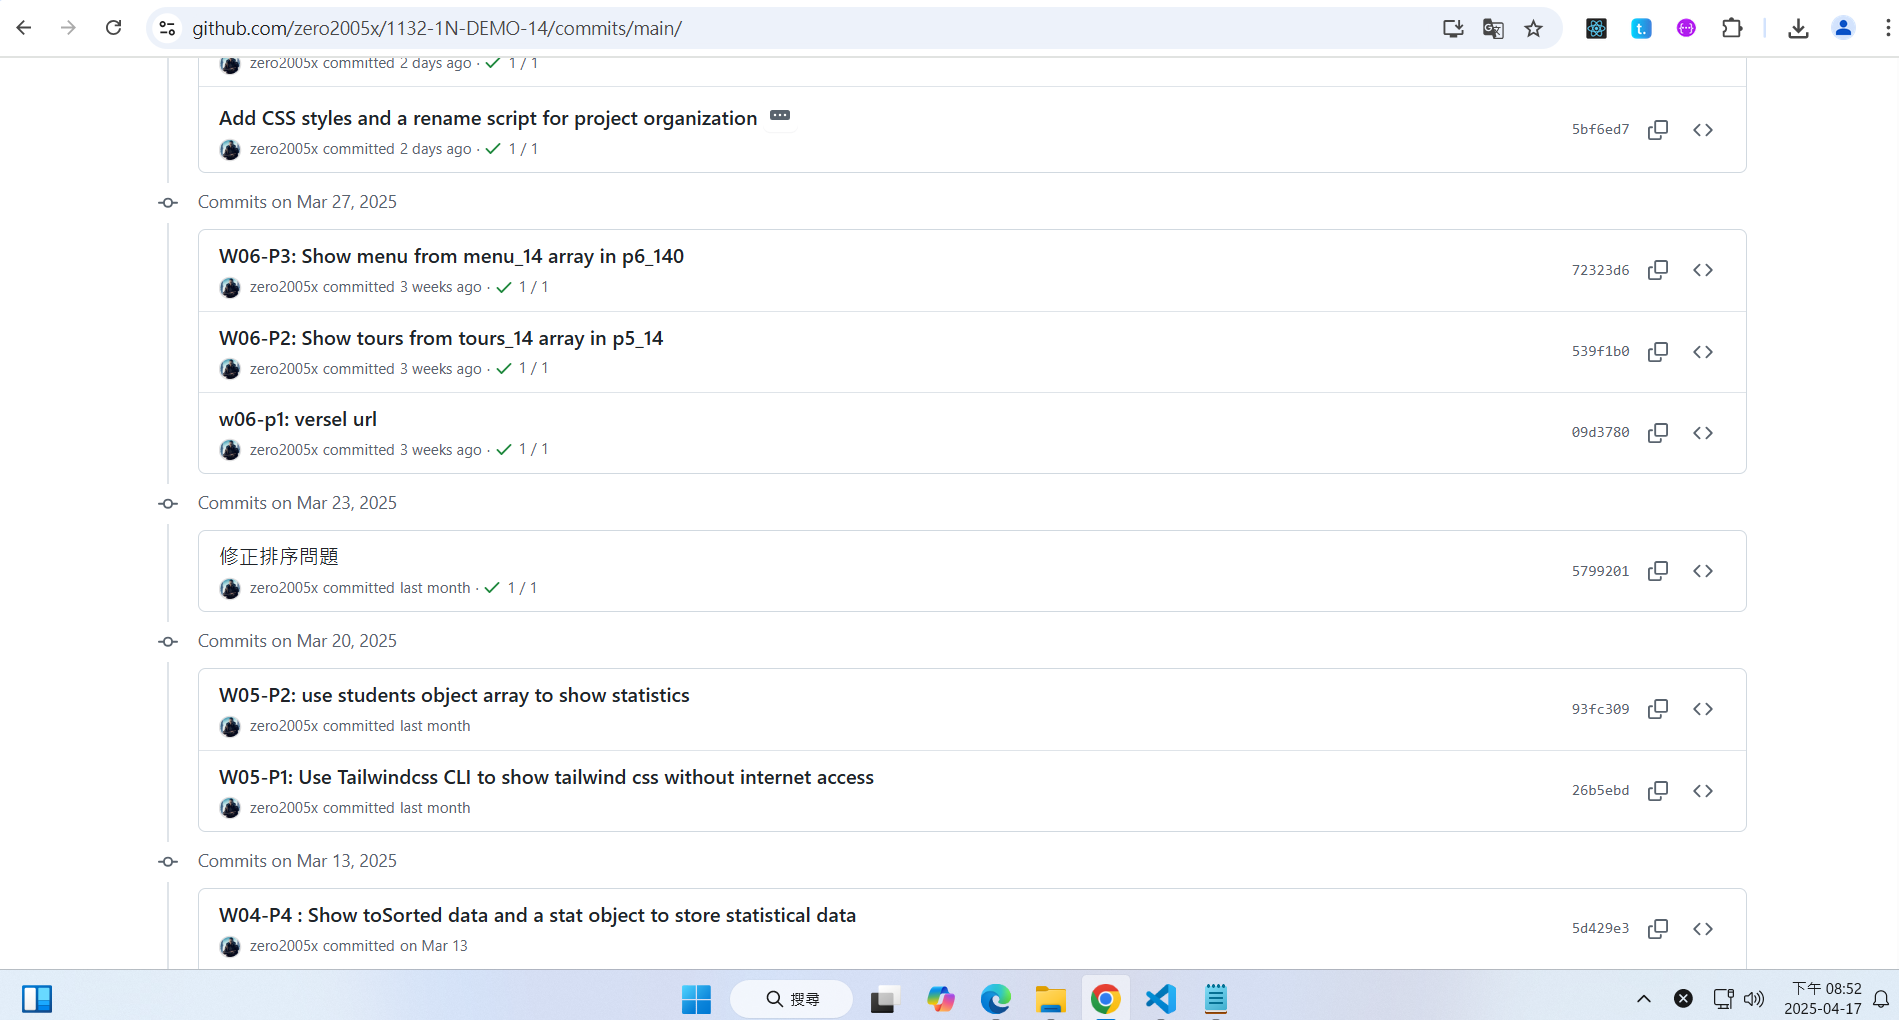 github.com/zero2005x/1132-1N-DEMO-14/commits/main/
zero2005x committed 2 days ago · 1 / 1
Add CSS styles and a rename script for project organization
5bf6ed7
zero2005x committed 2 days ago · 1 / 1
Commits on Mar 27, 2025
W06-P3: Show menu from menu_14 array in p6_140
72323d6
zero2005x committed 3 weeks ago · 1 / 1
W06-P2: Show tours from tours_14 array in p5_14
539f1b0
zero2005x committed 3 weeks ago · 1 / 1
w06-p1: versel url
09d3780
zero2005x committed 3 weeks ago · 1 / 1
Commits on Mar 23, 2025
修正排序問題
5799201
zero2005x committed last month · 1 / 1
Commits on Mar 20, 2025
W05-P2: use students object array to show statistics
93fc309
zero2005x committed last month
W05-P1: Use Tailwindcss CLI to show tailwind css without internet access
26b5ebd
zero2005x committed last month
Commits on Mar 13, 2025
W04-P4 : Show toSorted data and a stat object to store statistical data
5d429e3
zero2005x committed on Mar 13
搜尋
下午 08:52
2025-04-17